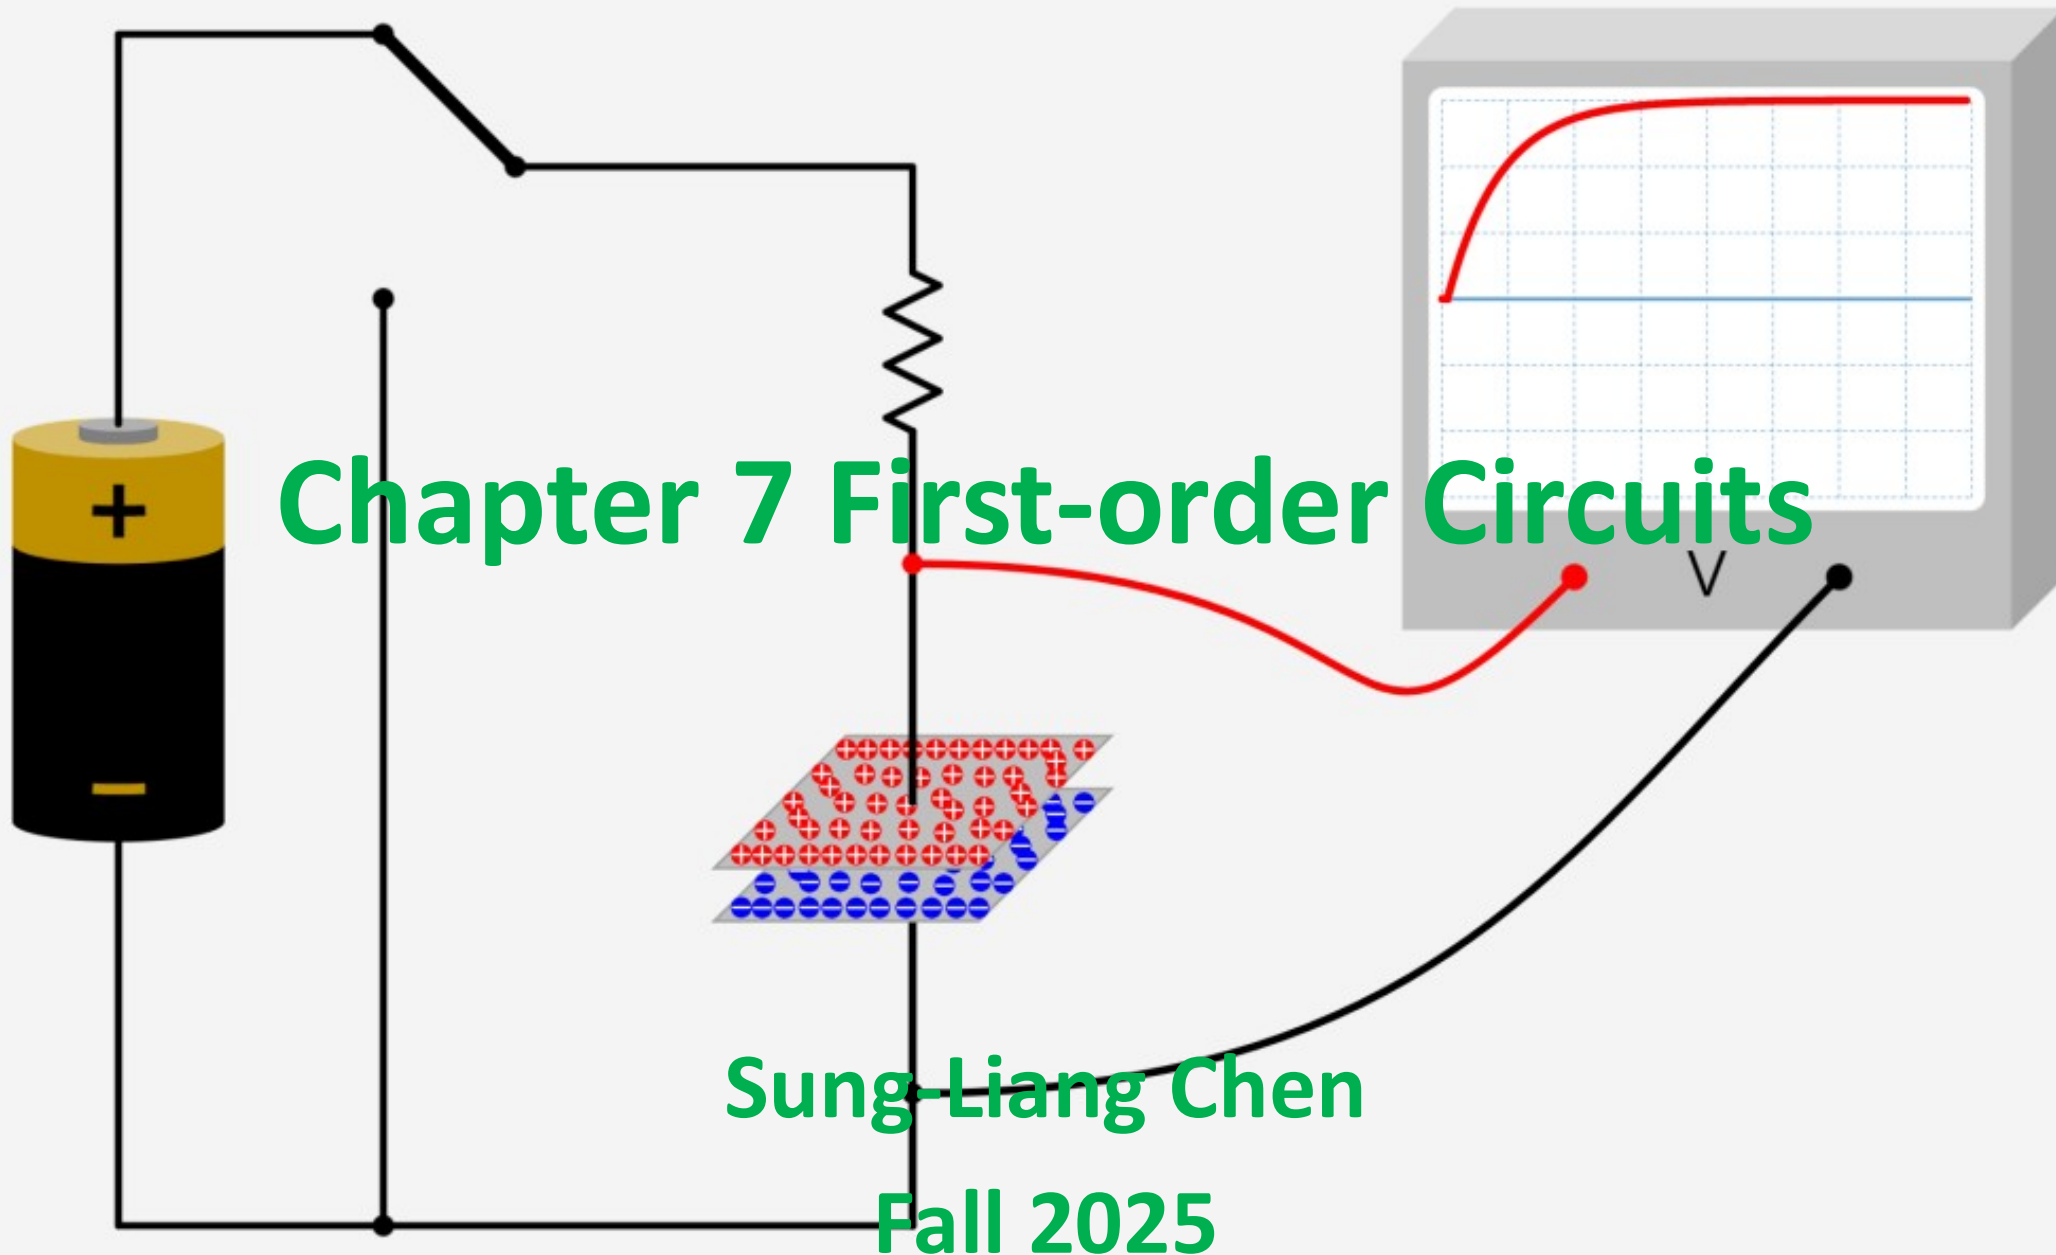 +
Chapter 7 First-order Circuits
V
−
Sung-Liang Chen
Fall 2025